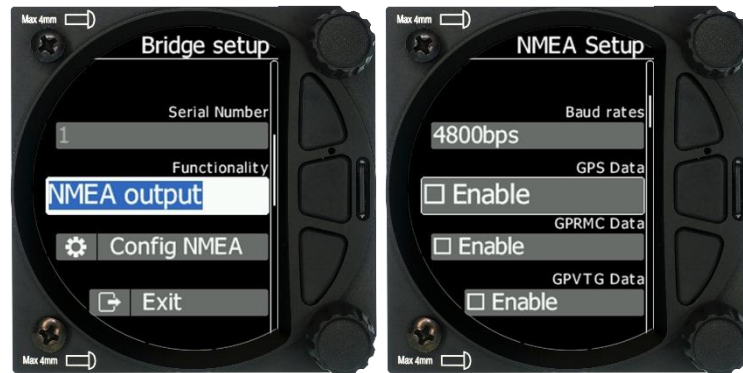 Max 4mm
Bridge setup
Serial Number
1
Functionality
NMEA output
Config NMEA
Exit
Max 4mm
Max 4mm
NMEA Setup
Baud rates
4800bps
GPS Data
Enable
GPRMC Data
Enable
GPVTG Data
Enable
Max 4mm